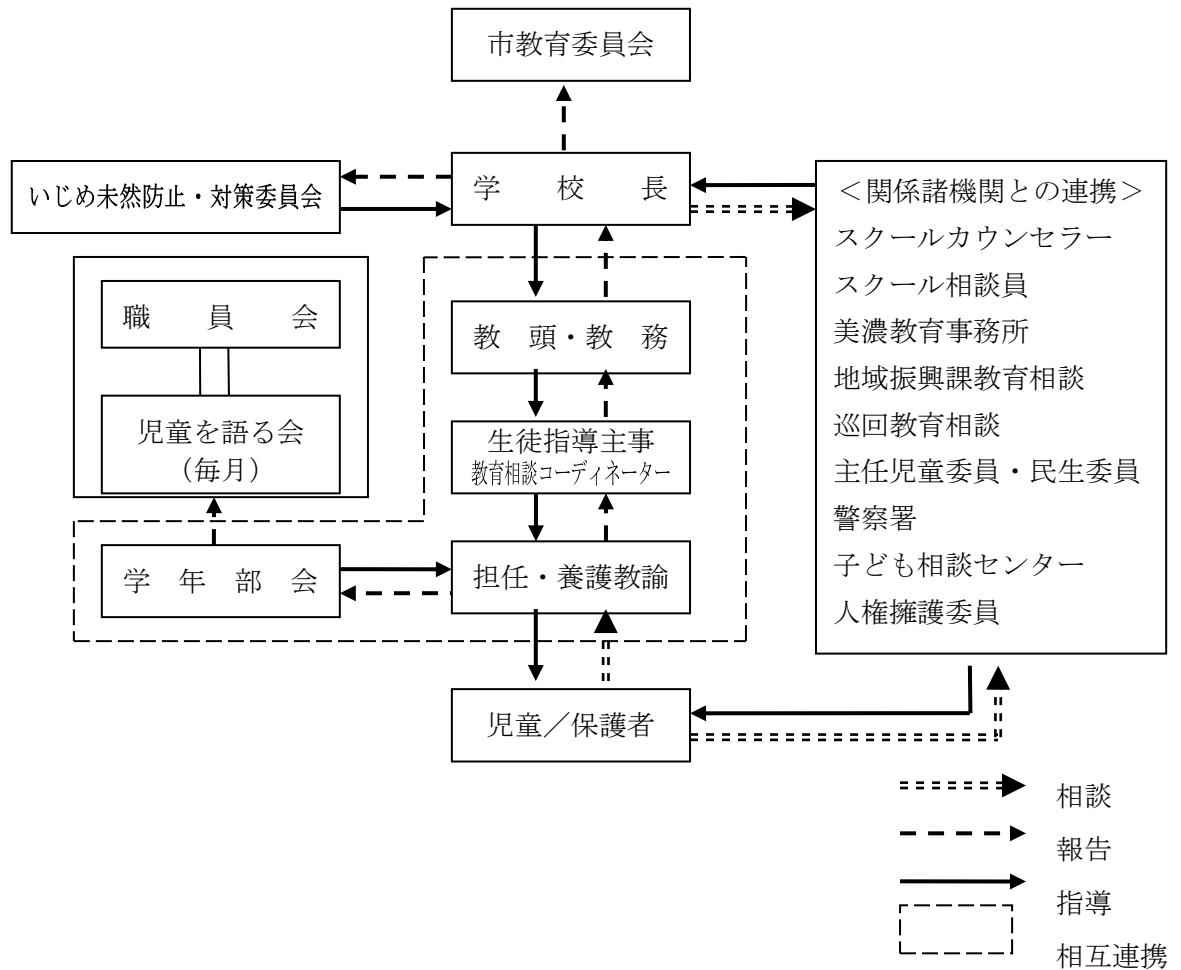 市教育委員会
いじめ未然防止・対策委員会
学　校　長
＜関係諸機関との連携＞
スクールカウンセラー
スクール相談員
美濃教育事務所
地域振興課教育相談
巡回教育相談
主任児童委員・民生委員
警察署
子ども相談センター
人権擁護委員
職　員　会
児童を語る会
（毎月）
教　頭・教　務
生徒指導主事
教育相談コーディネーター
学　年　部　会
担任・養護教諭
児童／保護者
相談
報告
指導
相互連携